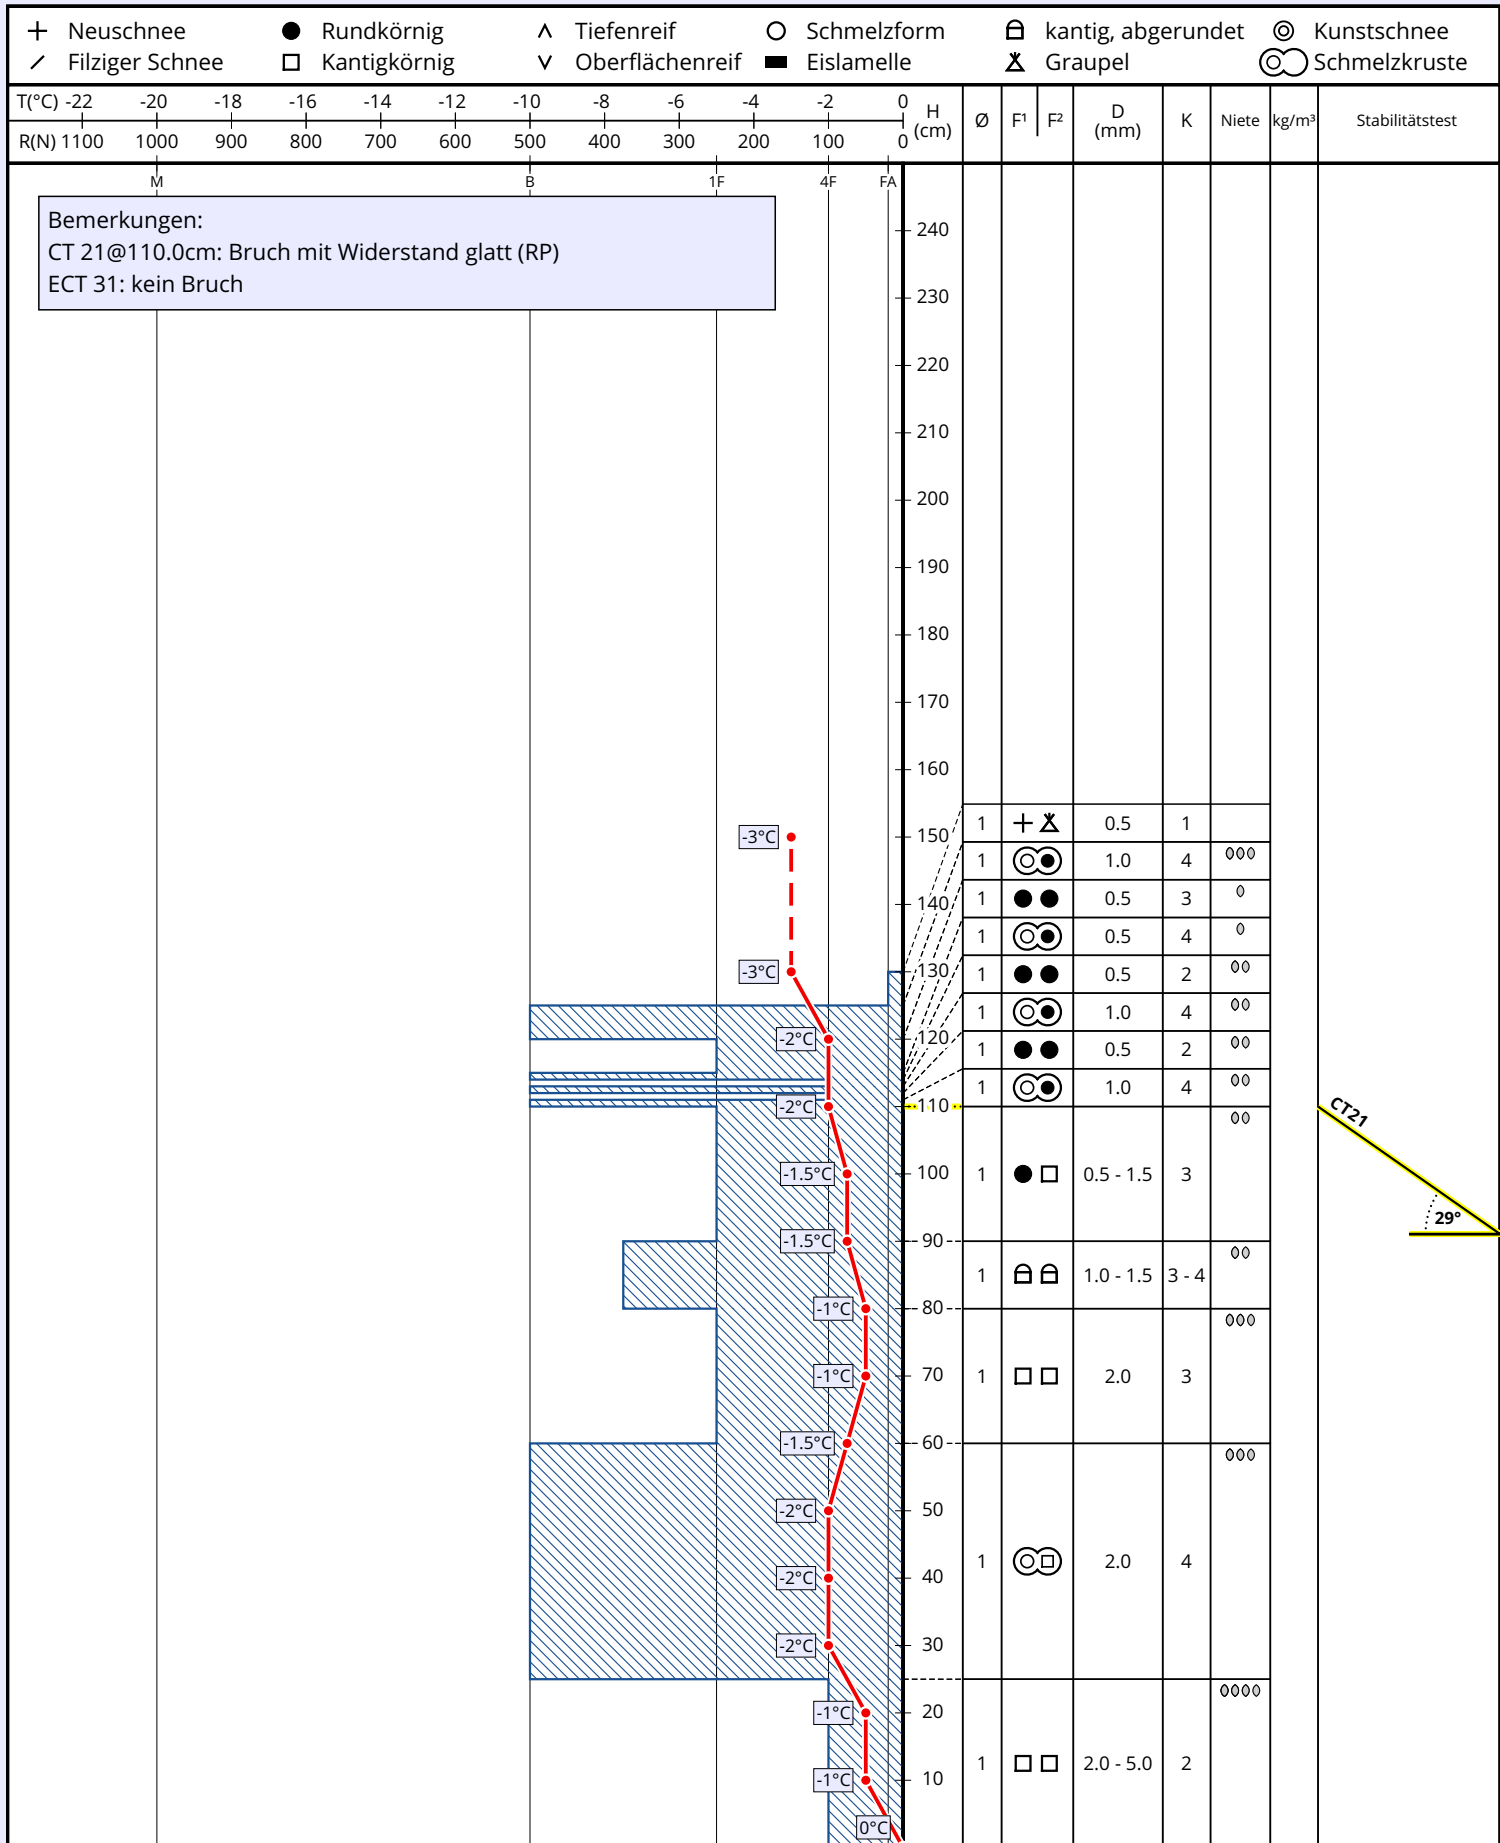 Neuschnee Rundkörnig Tiefenreif Schmelzform kantig, abgerundet Kunstschnee
Filziger Schnee Kantigkörnig Oberflächenreif Eislamelle Graupel Schmelzkruste
T(°C) -22 -20 -18 -16 -14 -12 -10 -8 -6 -4 -2 0
R(N) 1100 1000 900 800 700 600 500 400 300 200 100 0
H (cm) Ø F¹ F² D (mm) K Niete kg/m³ Stabilitätstest
M B 1F 4F FA
Bemerkungen:
CT 21@110.0cm: Bruch mit Widerstand glatt (RP)
ECT 31: kein Bruch
240
230
220
210
200
190
180
170
160
1 0.5 1
-3°C 150
1 1.0 4
1 0.5 3
140
1 0.5 4
-3°C 130 1 0.5 2
1 1.0 4
-2°C 120
1 0.5 2
1 1.0 4
-2°C 110
CT21
-1.5°C 100 1 0.5 - 1.5 3
29°
-1.5°C 90
1 1.0 - 1.5 3 - 4
-1°C 80
-1°C 70 1 2.0 3
-1.5°C 60
-2°C 50
1 2.0 4
-2°C 40
-2°C 30
-1°C 20
1 2.0 - 5.0 2
-1°C 10
0°C